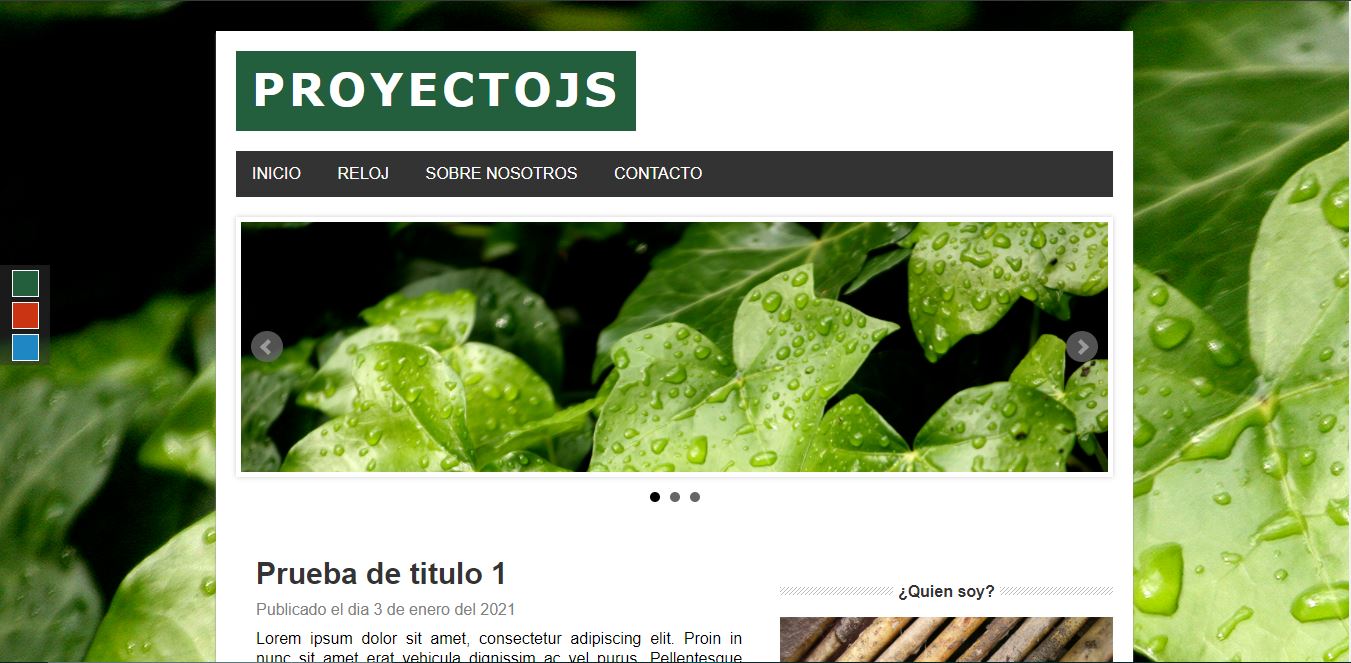 PROYECTOJS
INICIO RELOJ SOBRE NOSOTROS CONTACTO
Prueba de titulo 1
Publicado el dia 3 de enero del 2021
Lorem ipsum dolor sit amet, consectetur adipiscing elit. Proin in
nunc sit amet erat vehicula dignissim ac vel purus. Pellentesque
¿Quien soy?